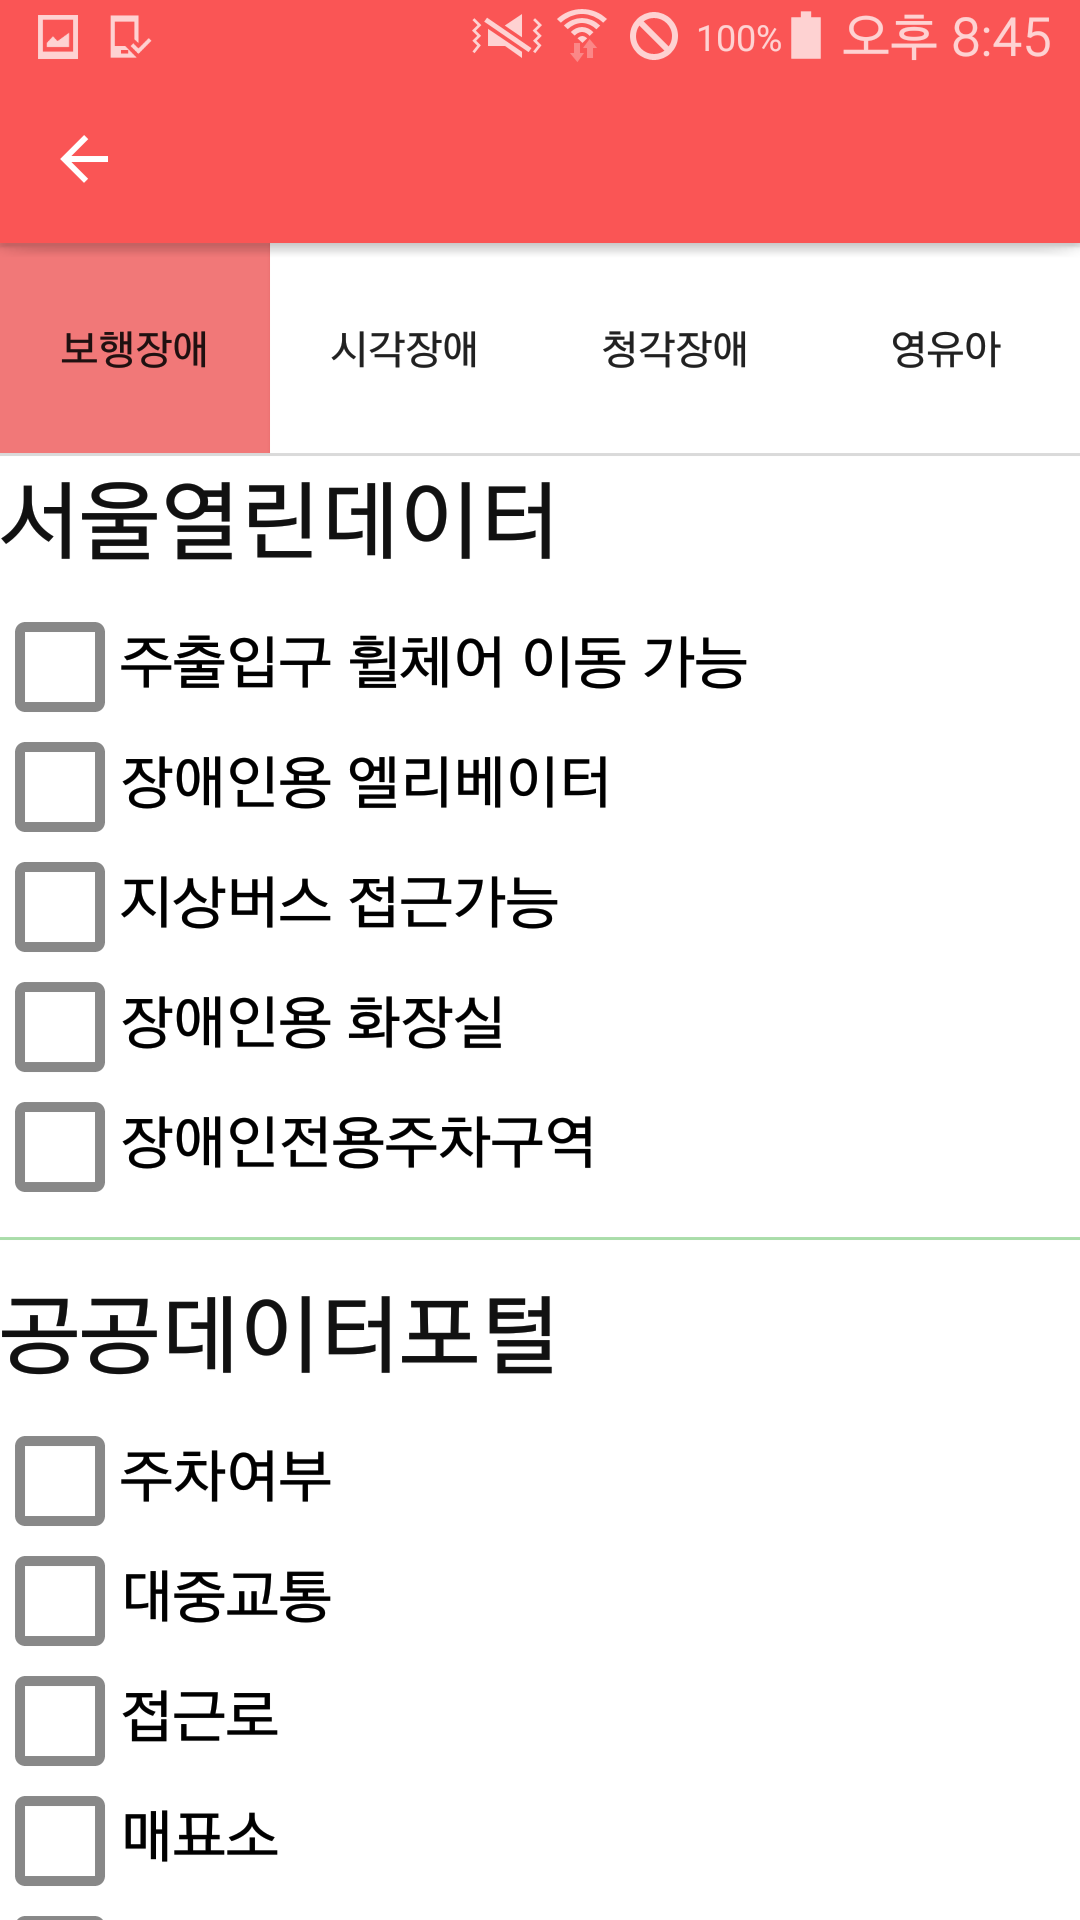 100% 오후 8:45
보행장애 시각장애 청각장애 영유아
서울열린데이터
주출입구 휠체어 이동 가능
장애인용 엘리베이터
지상버스 접근가능
장애인용 화장실
장애인전용주차구역
공공데이터포털
주차여부
대중교통
접근로
매표소